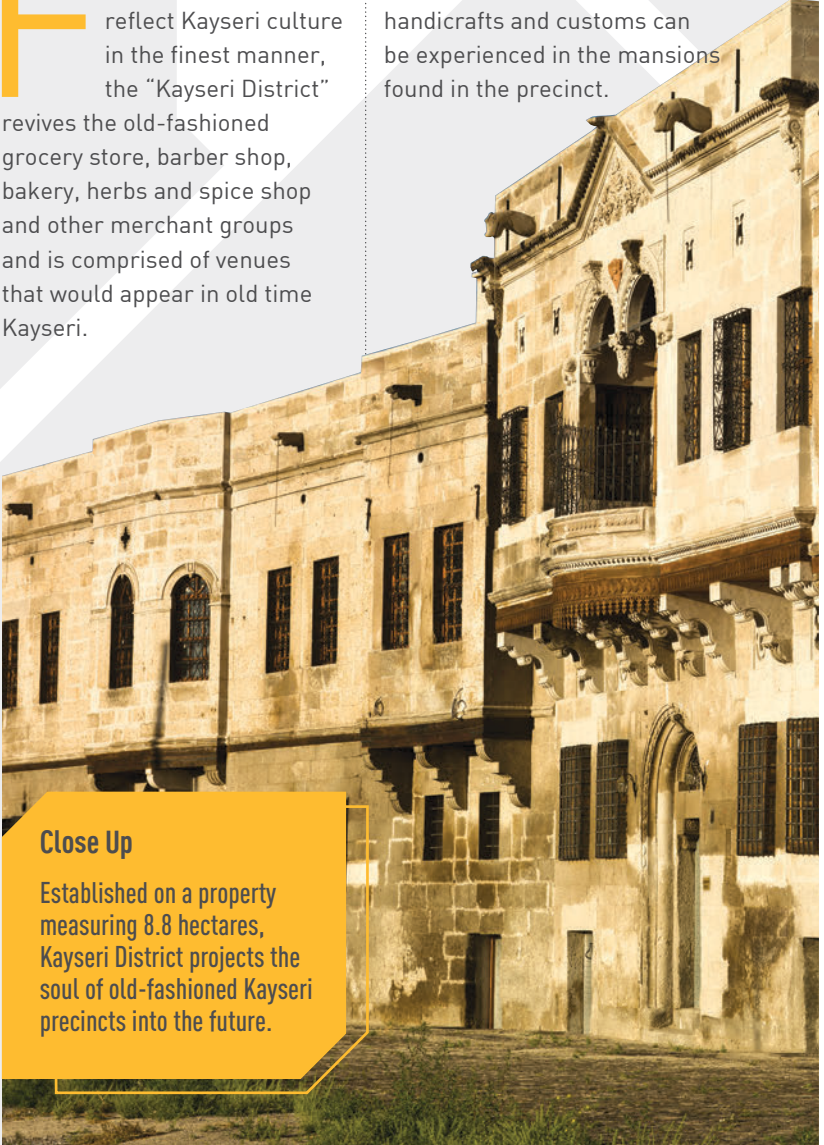 reflect Kayseri culture
in the finest manner,
the “Kayseri District”
revives the old-fashioned
grocery store, barber shop,
bakery, herbs and spice shop
and other merchant groups
and is comprised of venues
that would appear in old time
Kayseri.
handicrafts and customs can
be experienced in the mansions
found in the precinct.
Close Up
Established on a property
measuring 8.8 hectares,
Kayseri District projects the
soul of old-fashioned Kayseri
precincts into the future.